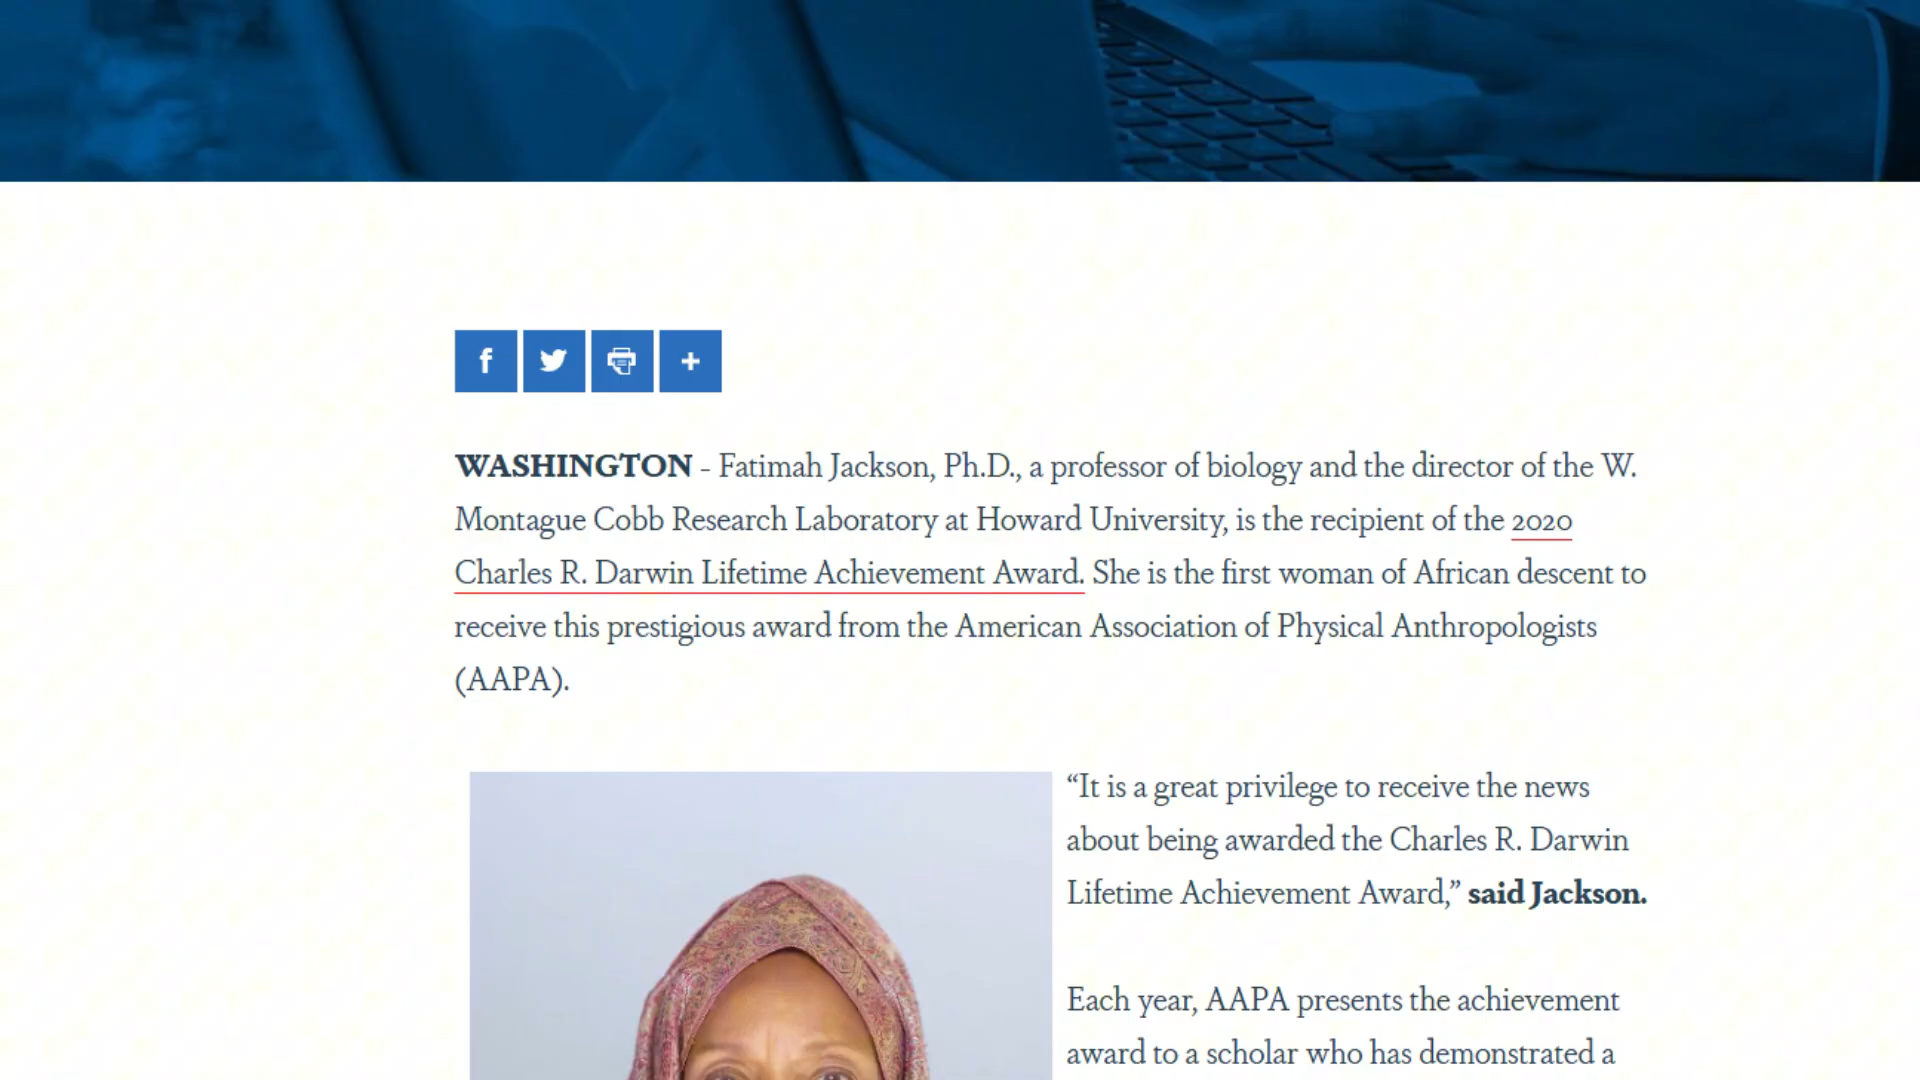 WASHINGTON - Fatimah Jackson, Ph.D., a professor of biology and the director of the W.
Montague Cobb Research Laboratory at Howard University, is the recipient of the 2020
Charles R. Darwin Lifetime Achievement Award. She is the first woman of African descent to
receive this prestigious award from the American Association of Physical Anthropologists
(AAPA).
“It is a great privilege to receive the news
about being awarded the Charles R. Darwin
Lifetime Achievement Award,” said Jackson.
Each year, AAPA presents the achievement
award to a scholar who has demonstrated a